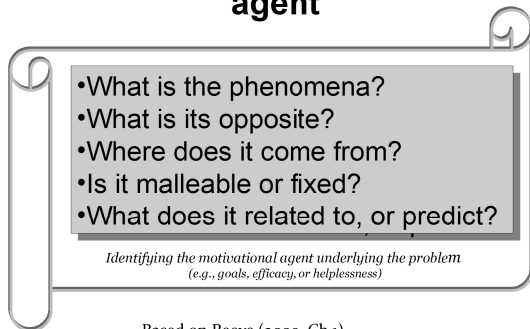 agent
•What is the phenomena?
•What is its opposite?
•Where does it come from?
•Is it malleable or fixed?
•What does it related to, or predict?
Identifying the motivational agent underlying the problem
(e.g., goals, efficacy, or helplessness)
Based on Reeve